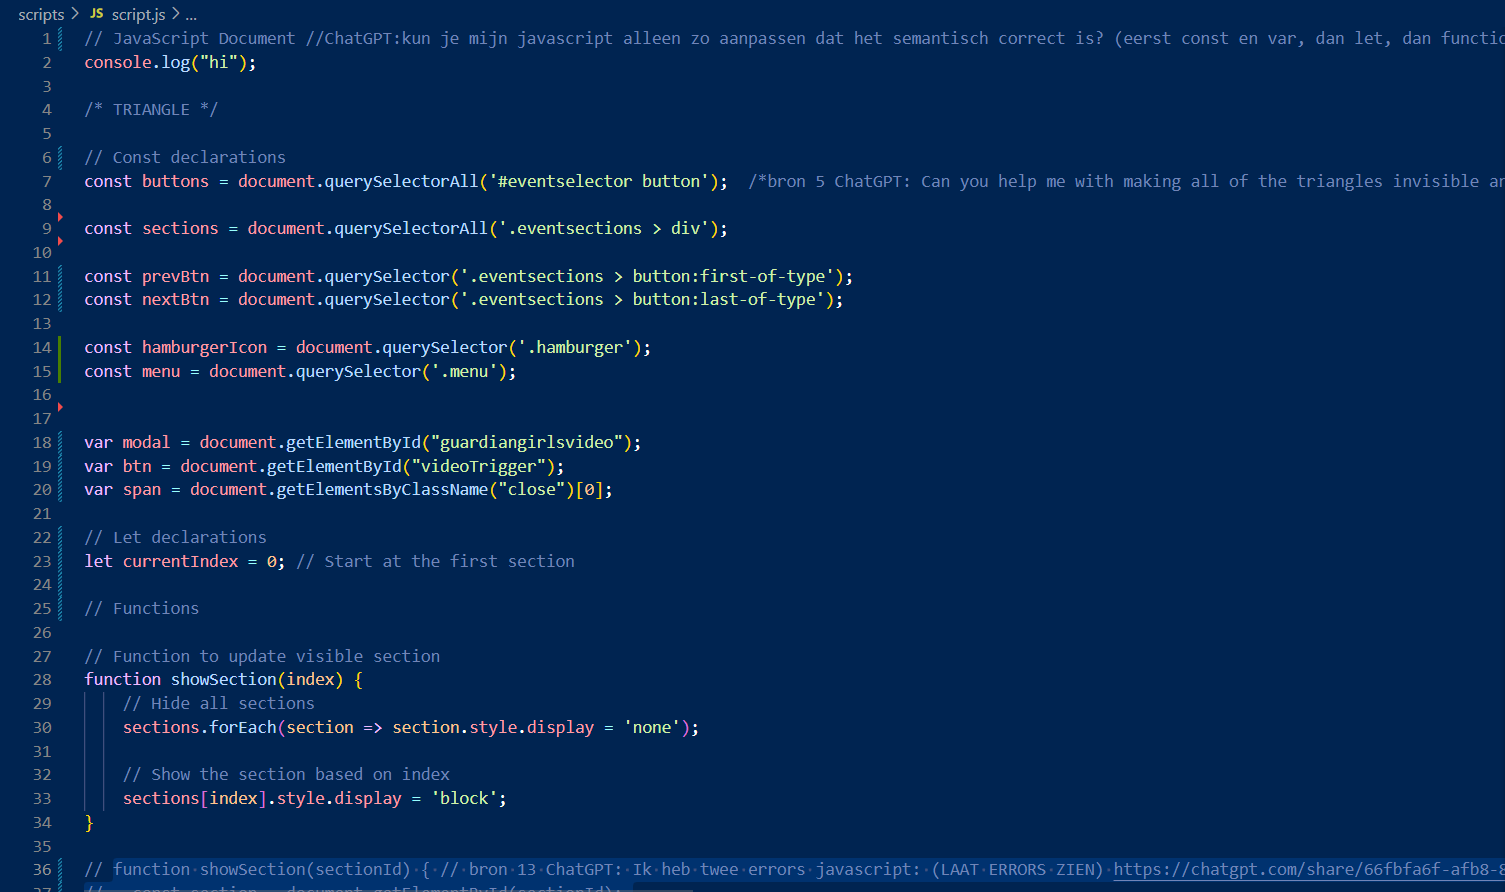 scripts > JS script.js > ...
1 // JavaScript Document //ChatGPT:kun je mijn javascript alleen zo aanpassen dat het semantisch correct is? (eerst const en var, dan let, dan functio
2 console.log("hi");
3
4 /* TRIANGLE */
5
6 // Const declarations
7 const buttons = document.querySelectorAll('#eventselector button'); /*bron 5 ChatGPT: Can you help me with making all of the triangles invisible an
8
9 const sections = document.querySelectorAll('.eventsections > div');
10
11 const prevBtn = document.querySelector('.eventsections > button:first-of-type');
12 const nextBtn = document.querySelector('.eventsections > button:last-of-type');
13
14 const hamburgerIcon = document.querySelector('.hamburger');
15 const menu = document.querySelector('.menu');
16
17
18 var modal = document.getElementById("guardiangirlsvideo");
19 var btn = document.getElementById("videoTrigger");
20 var span = document.getElementsByClassName("close")[0];
21
22 // Let declarations
23 let currentIndex = 0; // Start at the first section
24
25 // Functions
26
27 // Function to update visible section
28 function showSection(index) {
29 // Hide all sections
30 sections.forEach(section => section.style.display = 'none');
31
32 // Show the section based on index
33 sections[index].style.display = 'block';
34 }
35
36 // function showSection(sectionId) { // bron 13 ChatGPT: Ik heb twee errors javascript: (LAAT ERRORS ZIEN) https://chatgpt.com/share/66fbfa6f-afb8-8
37 // const section = document.getElementById(sectionId);